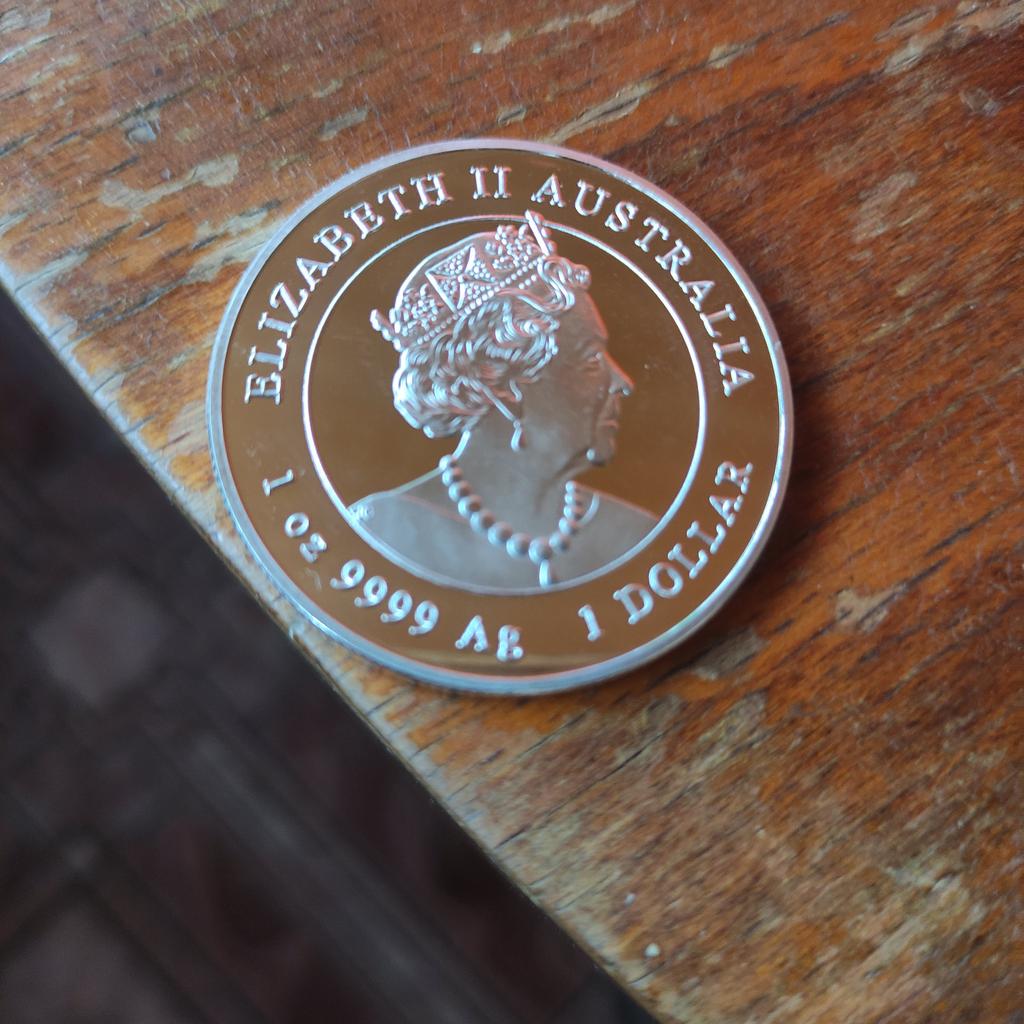 ELIZABETH II AUSTRALIA
1 oz 9999 Ag 1 DOLLAR